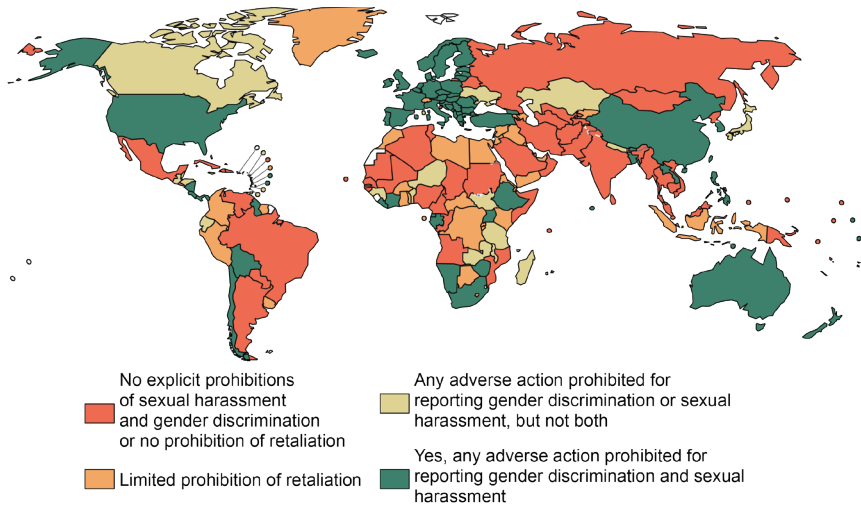 No explicit prohibitions
of sexual harassment
and gender discrimination
or no prohibition of retaliation
Limited prohibition of retaliation
Any adverse action prohibited for
reporting gender discrimination or sexual
harassment, but not both
Yes, any adverse action prohibited for
reporting gender discrimination and sexual
harassment